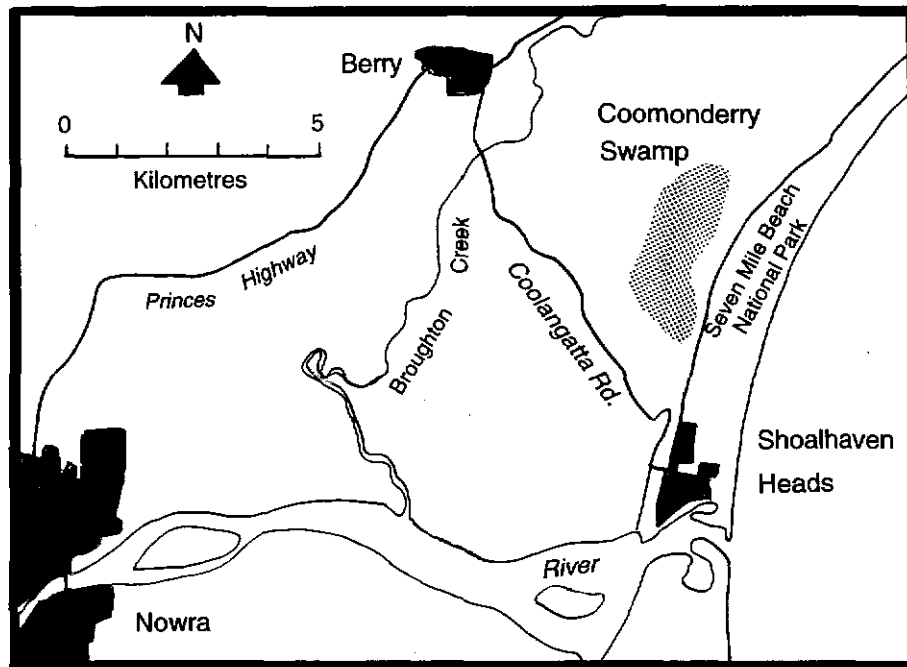 N
Berry
0 5
Kilometres
Coomonderry
Swamp
Princes Highway
Broughton Creek
Coolangatta Rd.
Seven Mile Beach
National Park
Shoalhaven
Heads
River
Nowra